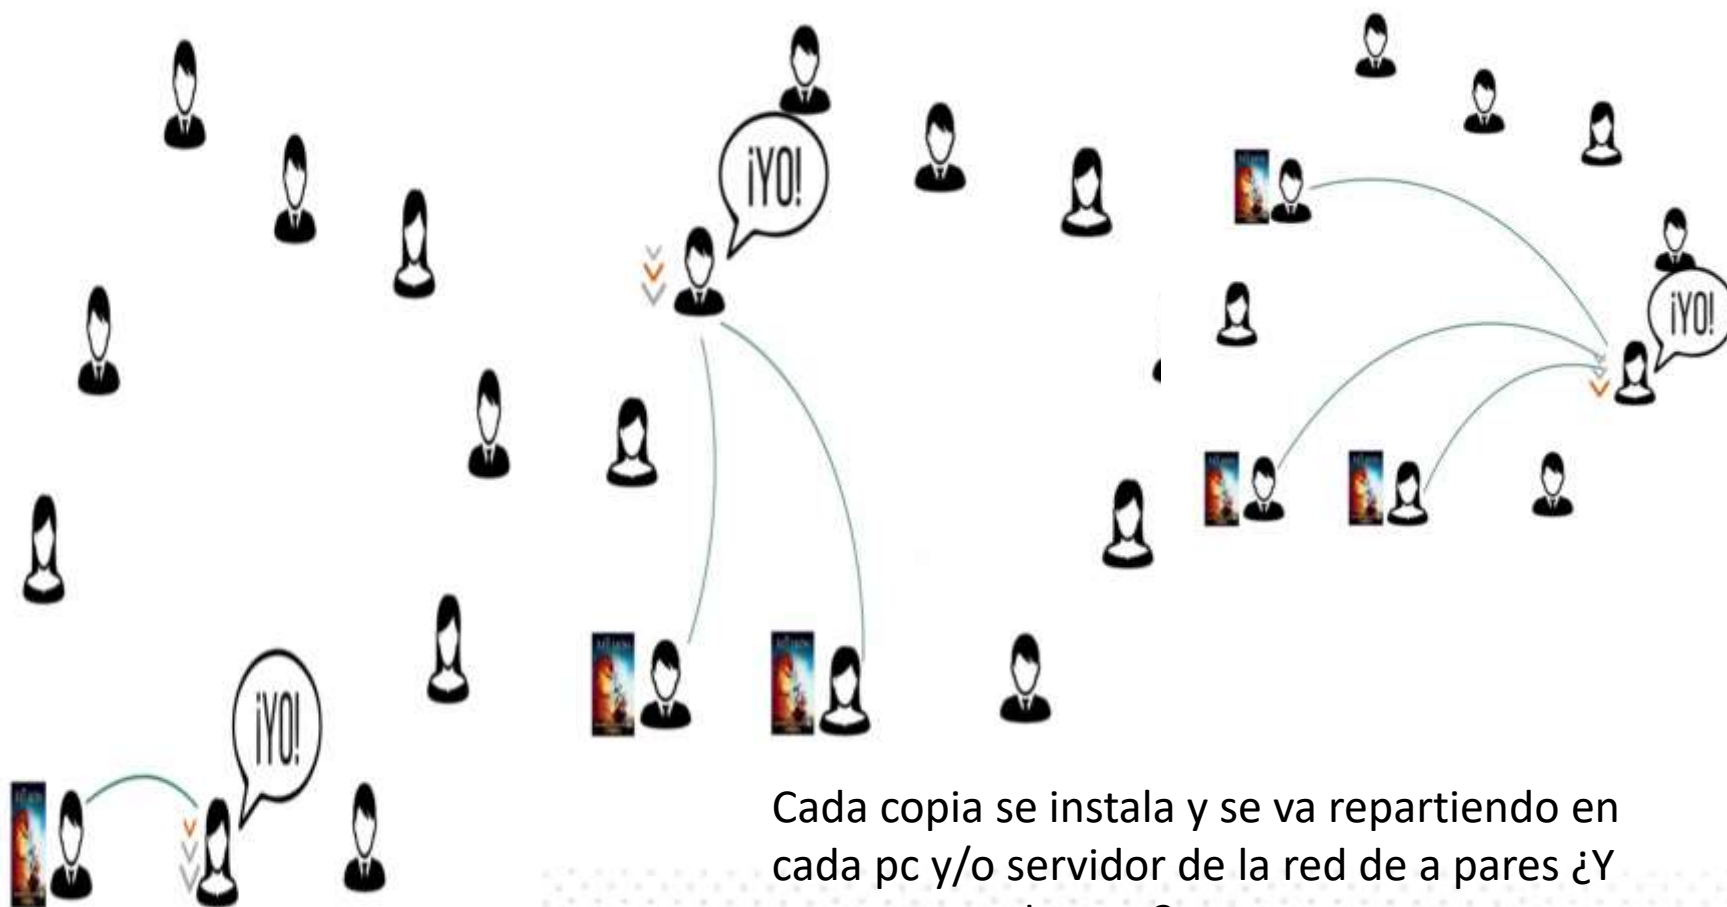 ¡YO!
¡YO!
¡YO!
Cada copia se instala y se va repartiendo en
cada pc y/o servidor de la red de a pares ¿Y